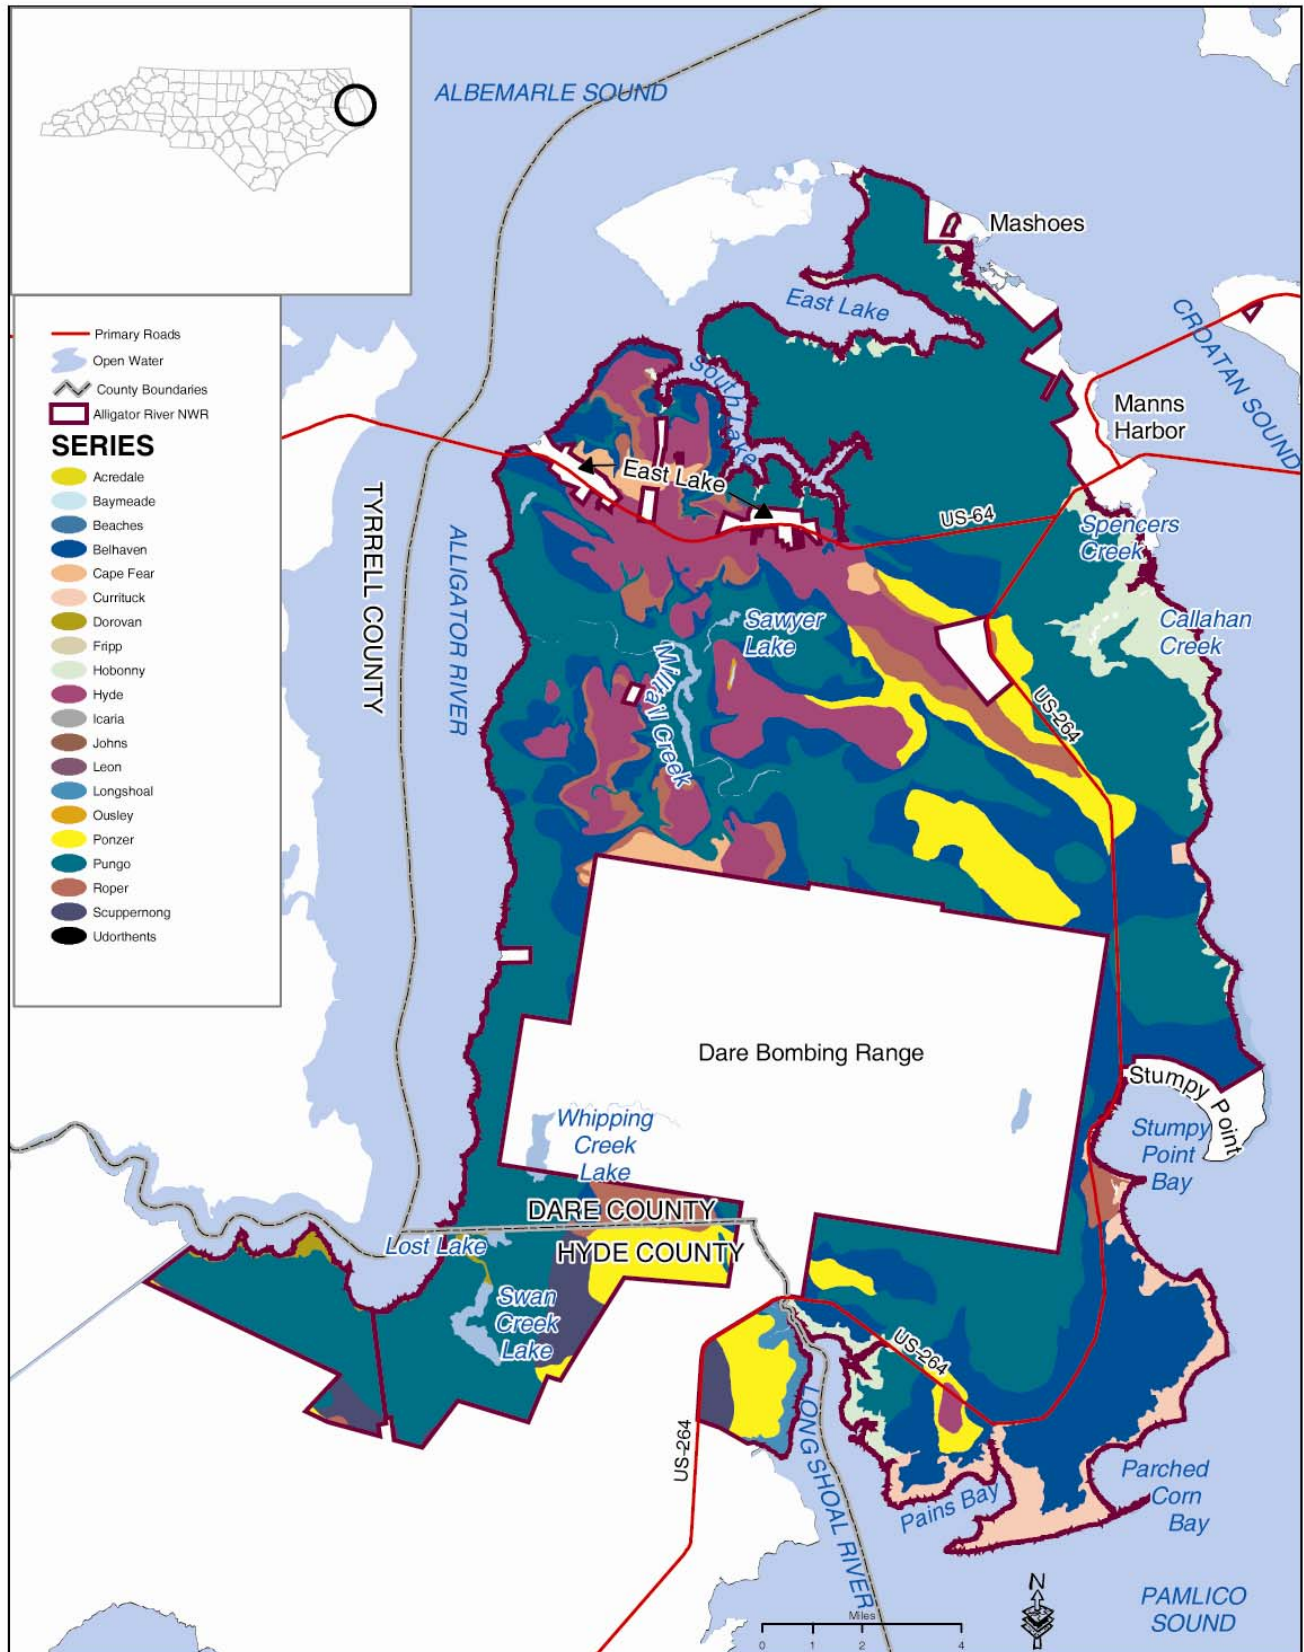 ALBEMARLE SOUND
Mashoes
East Lake
CROATAN SOUND
South Lake
Manns
Harbor
East Lake
US-64
Spencers
Creek
Callahan
Creek
Sawyer
Lake
Milltail Creek
US-264
TYRRELL COUNTY
ALLIGATOR RIVER
Primary Roads
Open Water
County Boundaries
Alligator River NWR
SERIES
Acredale
Baymeade
Beaches
Belhaven
Cape Fear
Currituck
Dorovan
Fripp
Hobonny
Hyde
Icaria
Johns
Leon
Longshoal
Ousley
Ponzer
Pungo
Roper
Scuppernong
Udorthents
Dare Bombing Range
Stumpy Point
Stumpy
Point
Bay
Whipping
Creek
Lake
DARE COUNTY
HYDE COUNTY
Lost Lake
Swan
Creek
Lake
US-264
US-264
LONG SHOAL RIVER
Pains Bay
Parched
Corn
Bay
PAMLICO
SOUND
N
Miles
0 1 2 4